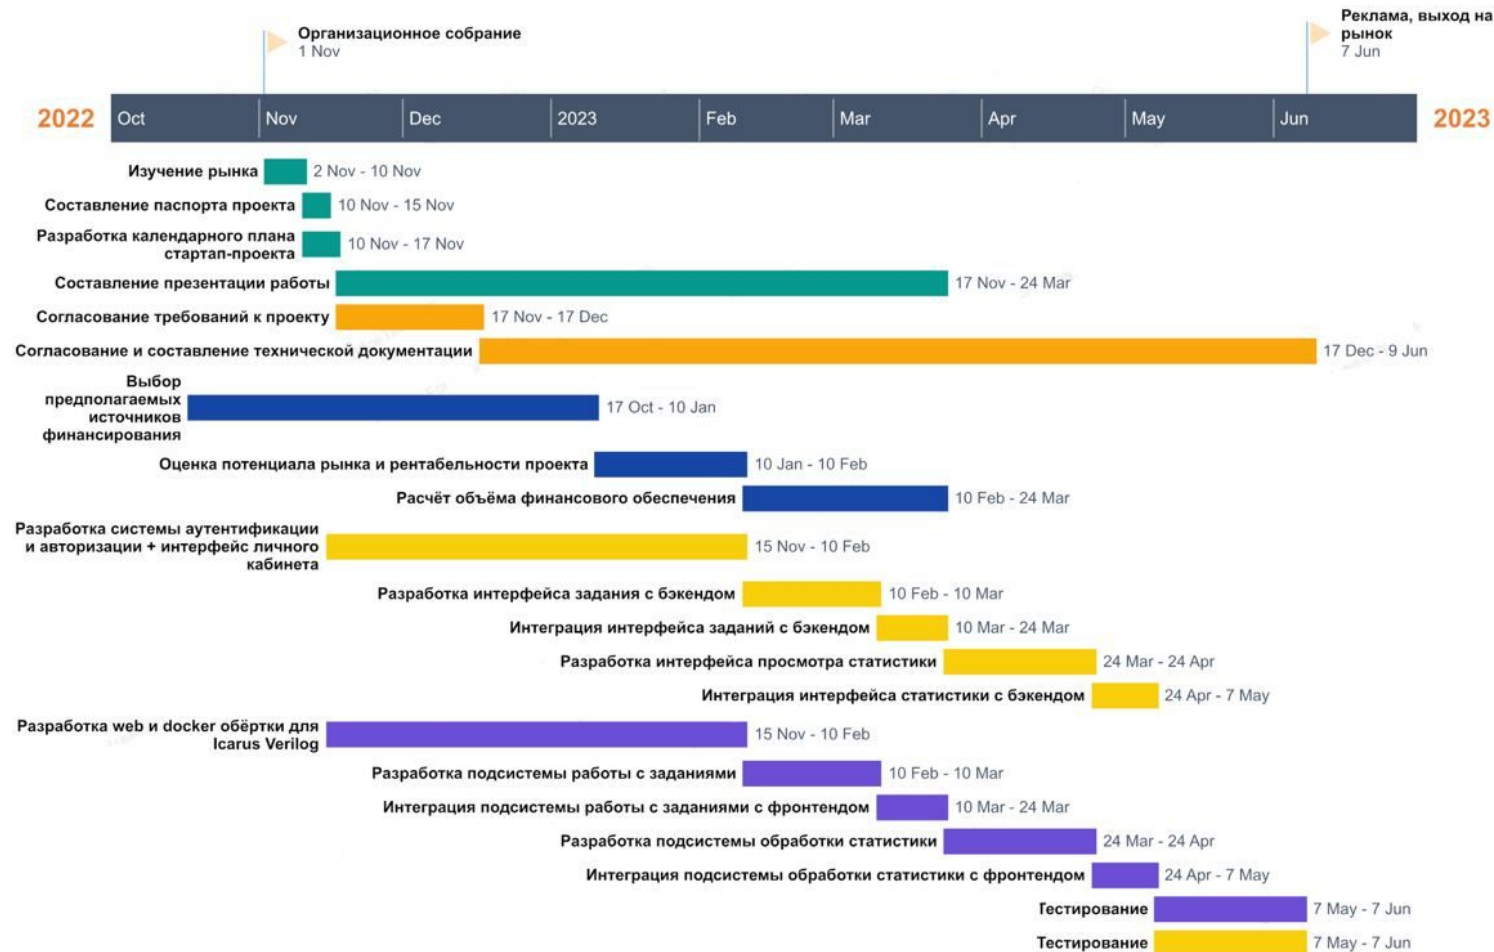 Организационное собрание
1 Nov
Реклама, выход на
рынок
7 Jun
2022 Oct Nov Dec 2023 Feb Mar Apr May Jun 2023
Изучение рынка 2 Nov - 10 Nov
Составление паспорта проекта 10 Nov - 15 Nov
Разработка календарного плана
стартап-проекта 10 Nov - 17 Nov
Составление презентации работы 17 Nov - 24 Mar
Согласование требований к проекту 17 Nov - 17 Dec
Согласование и составление технической документации 17 Dec - 9 Jun
Выбор
предполагаемых
источников
финансирования
17 Oct - 10 Jan
Оценка потенциала рынка и рентабельности проекта 10 Jan - 10 Feb
Расчёт объёма финансового обеспечения 10 Feb - 24 Mar
Разработка системы аутентификации
и авторизации + интерфейс личного
кабинета
15 Nov - 10 Feb
Разработка интерфейса задания с бэкендом 10 Feb - 10 Mar
Интеграция интерфейса заданий с бэкендом 10 Mar - 24 Mar
Разработка интерфейса просмотра статистики 24 Mar - 24 Apr
Интеграция интерфейса статистики с бэкендом 24 Apr - 7 May
Разработка web и docker обёртки для
Icarus Verilog
15 Nov - 10 Feb
Разработка подсистемы работы с заданиями 10 Feb - 10 Mar
Интеграция подсистемы работы с заданиями с фронтендом 10 Mar - 24 Mar
Разработка подсистемы обработки статистики 24 Mar - 24 Apr
Интеграция подсистемы обработки статистики с фронтендом 24 Apr - 7 May
Тестирование 7 May - 7 Jun
Тестирование 7 May - 7 Jun